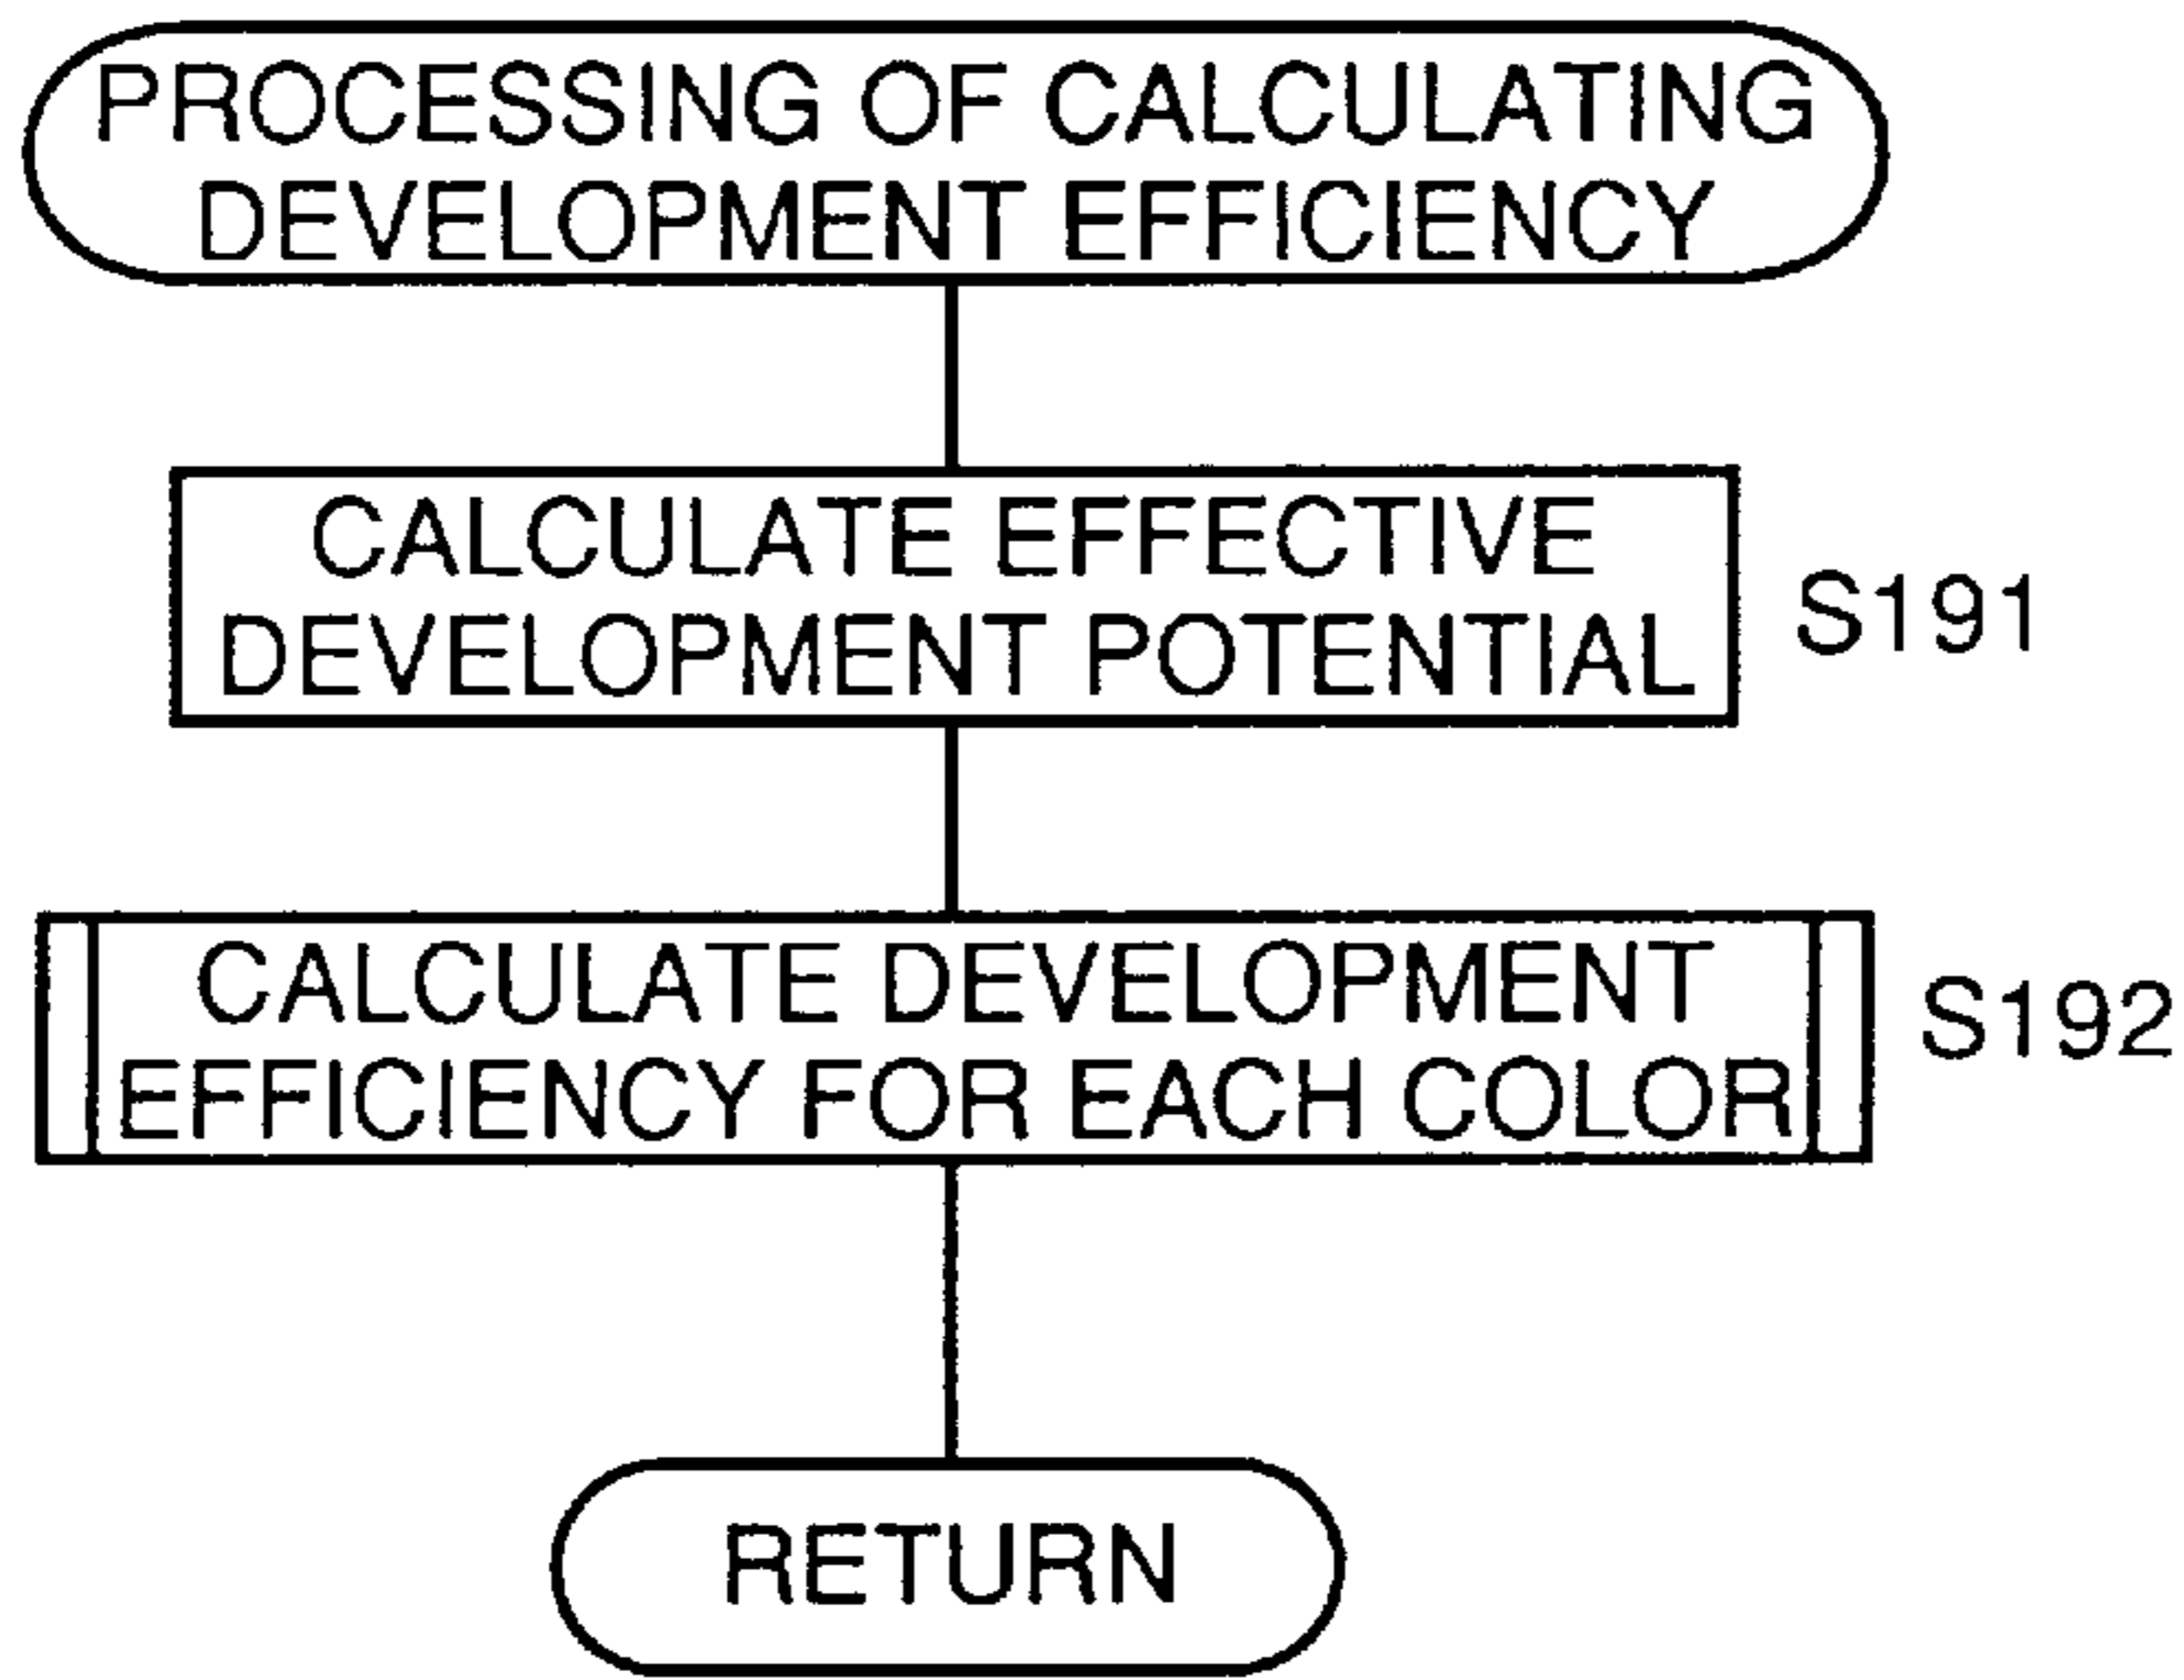 PROCESSING OF CALCULATING
DEVELOPMENT EFFICIENCY
CALCULATE EFFECTIVE
DEVELOPMENT POTENTIAL
S191
CALCULATE DEVELOPMENT
EFFICIENCY FOR EACH COLOR
S192
RETURN